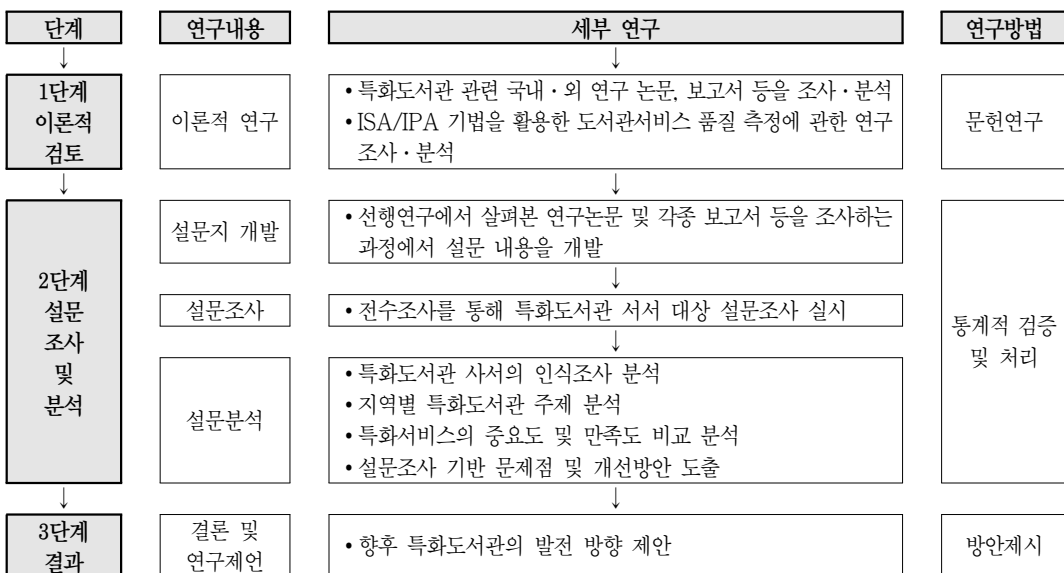 단계 연구내용 세부 연구 연구방법
↓ ↓
1단계
이론적
검토
이론적 연구
• 특화도서관 관련 국내·외 연구 논문, 보고서 등을 조사·분석
• ISA/IPA 기법을 활용한 도서관서비스 품질 측정에 관한 연구
조사·분석
문헌연구
↓ ↓
2단계
설문
조사
및
분석
설문지 개발
• 선행연구에서 살펴본 연구논문 및 각종 보고서 등을 조사하는
과정에서 설문 내용을 개발
↓
설문조사
• 전수조사를 통해 특화도서관 서서 대상 설문조사 실시
↓
설문분석
• 특화도서관 사서의 인식조사 분석
• 지역별 특화도서관 주제 분석
• 특화서비스의 중요도 및 만족도 비교 분석
• 설문조사 기반 문제점 및 개선방안 도출
통계적 검증
및 처리
↓ ↓
3단계
결과
결론 및
연구제언
• 향후 특화도서관의 발전 방향 제안
방안제시